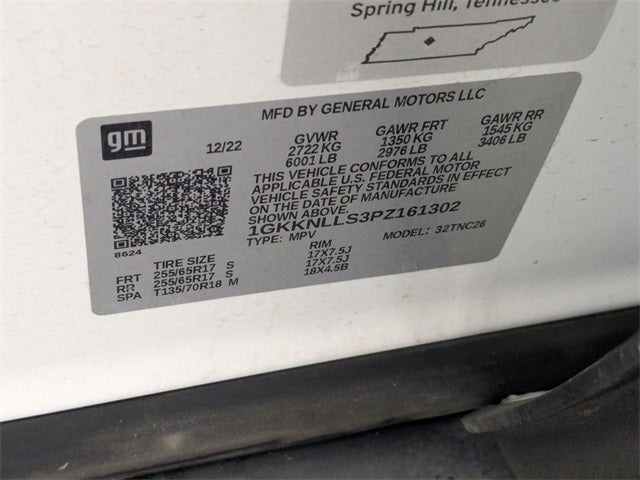 Spring Hill, Tennessee
MFD BY GENERAL MOTORS LLC
gm
12/22
GVWR GAWR FRT GAWR RR
2722 KG 1350 KG 1545 KG
6001 LB 2976 LB 3406 LB
THIS VEHICLE CONFORMS TO ALL
APPLICABLE U.S. FEDERAL MOTOR
VEHICLE SAFETY STANDARDS IN EFFECT
ON THE DATE OF MANUFACTURE
SHOWN ABOVE.
1GKKNLLS3PZ161302
TYPE: MPV MODEL: 32TNC26
8624
TIRE SIZE RIM
FRT 255/65R17 S 17X7.5J
RR 255/65R17 S 17X7.5J
SPA T135/70R18 M 18X4.5B